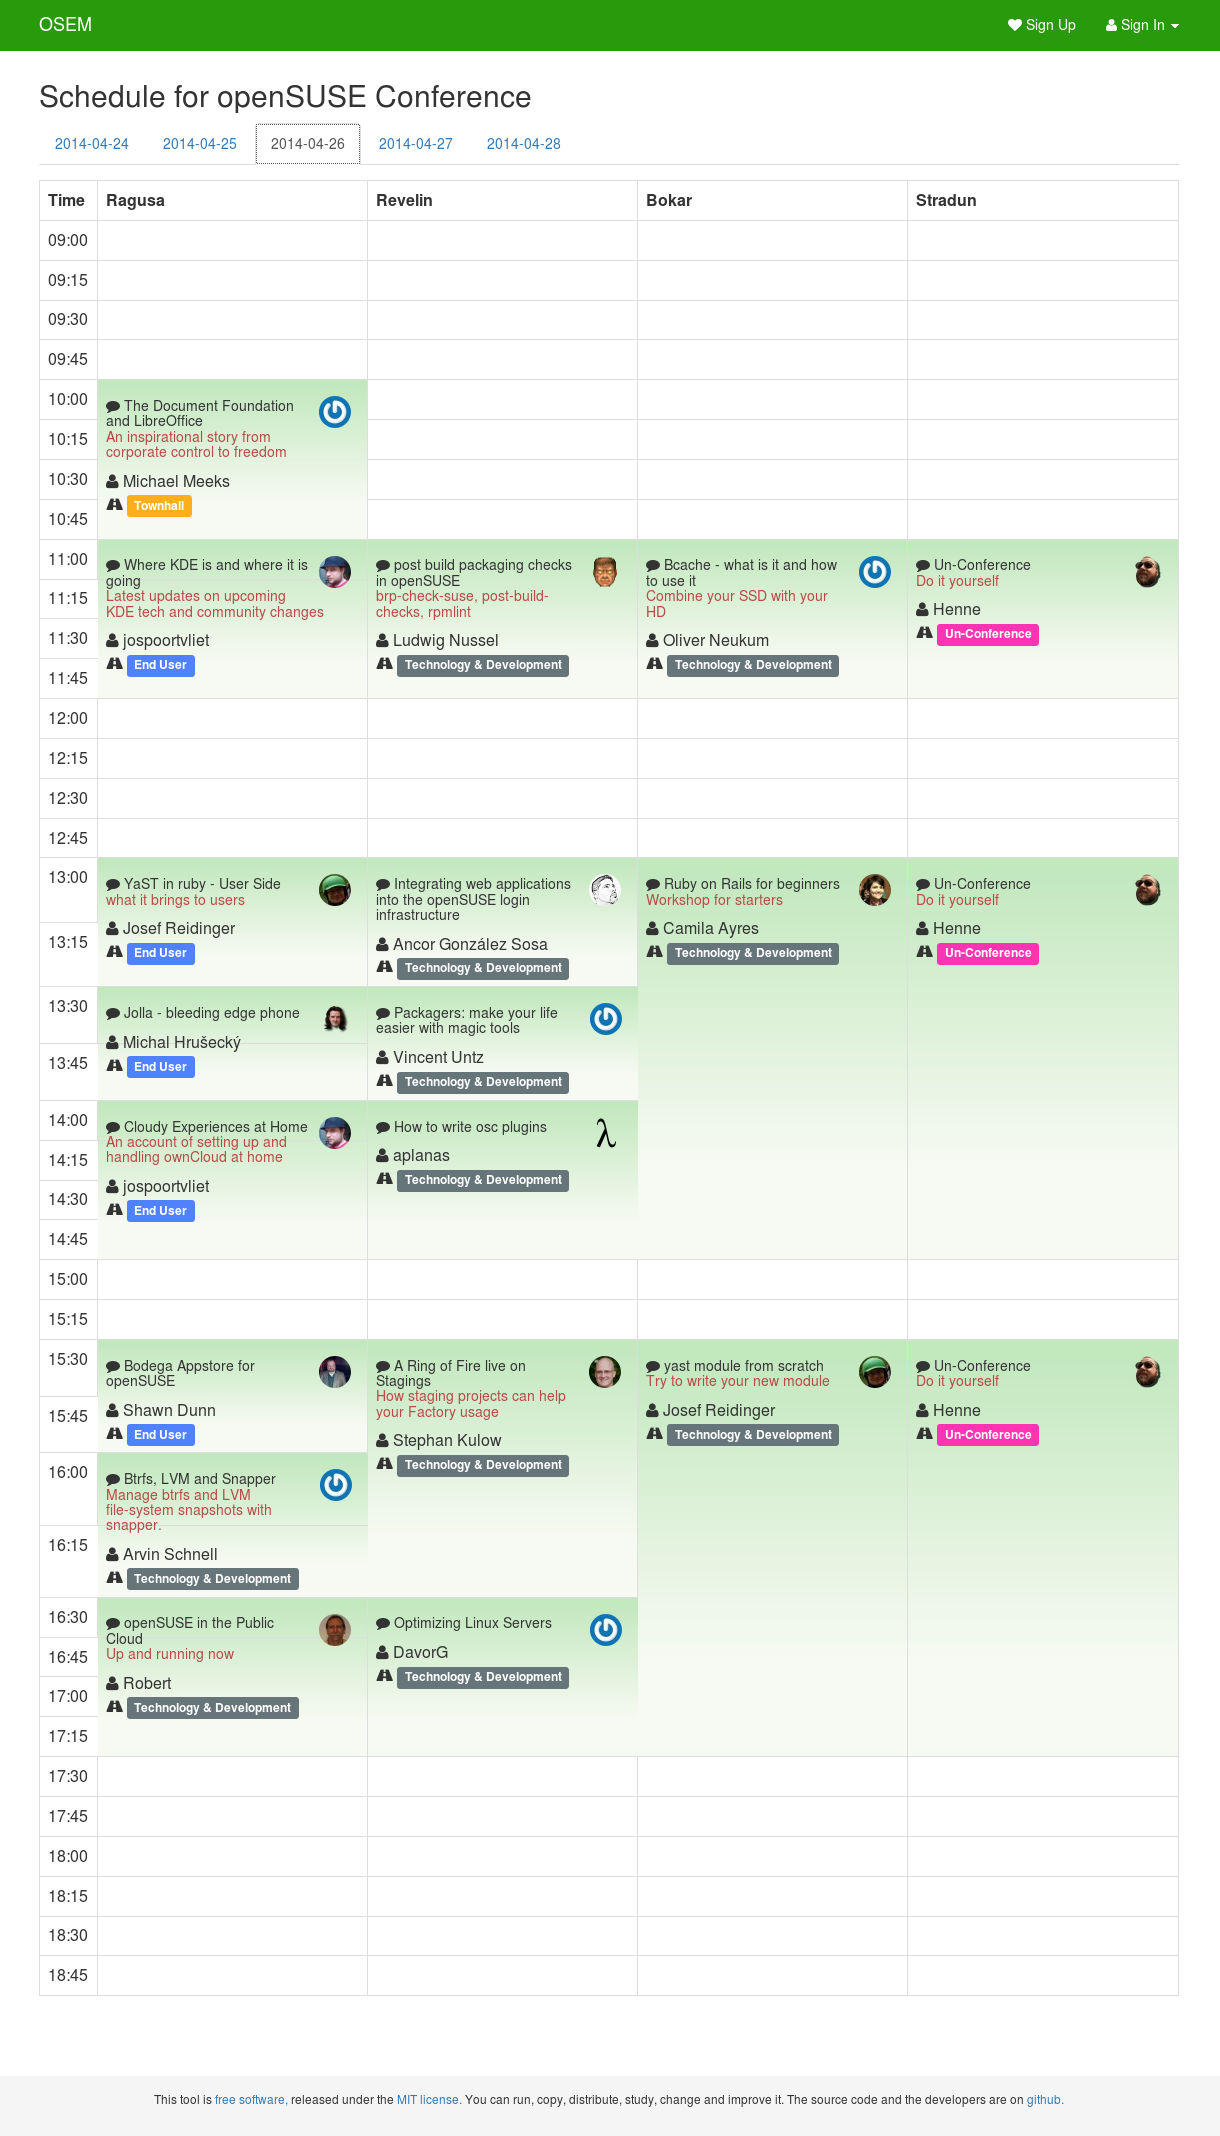 OSEM
Sign Up
Sign In
Schedule for openSUSE Conference
2014-04-24
2014-04-25
2014-04-26
2014-04-27
2014-04-28
Time Ragusa Revelin Bokar Stradun
09:00
09:15
09:30
09:45
10:00
The Document Foundation
and LibreOffice
An inspirational story from
corporate control to freedom
Michael Meeks
Townhall
10:15
10:30
10:45
11:00
Where KDE is and where it is
going
Latest updates on upcoming
KDE tech and community changes
jospoortvliet
End User
post build packaging checks
in openSUSE
brp-check-suse, post-build-
checks, rpmlint
Ludwig Nussel
Technology & Development
Bcache - what is it and how
to use it
Combine your SSD with your
HD
Oliver Neukum
Technology & Development
Un-Conference
Do it yourself
Henne
Un-Conference
11:15
11:30
11:45
12:00
12:15
12:30
12:45
13:00
YaST in ruby - User Side
what it brings to users
Josef Reidinger
End User
Integrating web applications
into the openSUSE login
infrastructure
Ancor González Sosa
Technology & Development
Ruby on Rails for beginners
Workshop for starters
Camila Ayres
Technology & Development
Un-Conference
Do it yourself
Henne
Un-Conference
13:15
13:30
Jolla - bleeding edge phone
Michal Hrušecký
End User
Packagers: make your life
easier with magic tools
Vincent Untz
Technology & Development
13:45
14:00
Cloudy Experiences at Home
An account of setting up and
handling ownCloud at home
jospoortvliet
End User
How to write osc plugins
aplanas
Technology & Development
λ
14:15
14:30
14:45
15:00
15:15
15:30
Bodega Appstore for
openSUSE
Shawn Dunn
End User
A Ring of Fire live on
Stagings
How staging projects can help
your Factory usage
Stephan Kulow
Technology & Development
yast module from scratch
Try to write your new module
Josef Reidinger
Technology & Development
Un-Conference
Do it yourself
Henne
Un-Conference
15:45
16:00
Btrfs, LVM and Snapper
Manage btrfs and LVM
file-system snapshots with
snapper.
Arvin Schnell
Technology & Development
16:15
16:30
openSUSE in the Public
Cloud
Up and running now
Robert
Technology & Development
Optimizing Linux Servers
DavorG
Technology & Development
16:45
17:00
17:15
17:30
17:45
18:00
18:15
18:30
18:45
This tool is free software, released under the MIT license. You can run, copy, distribute, study, change and improve it. The source code and the developers are on github.